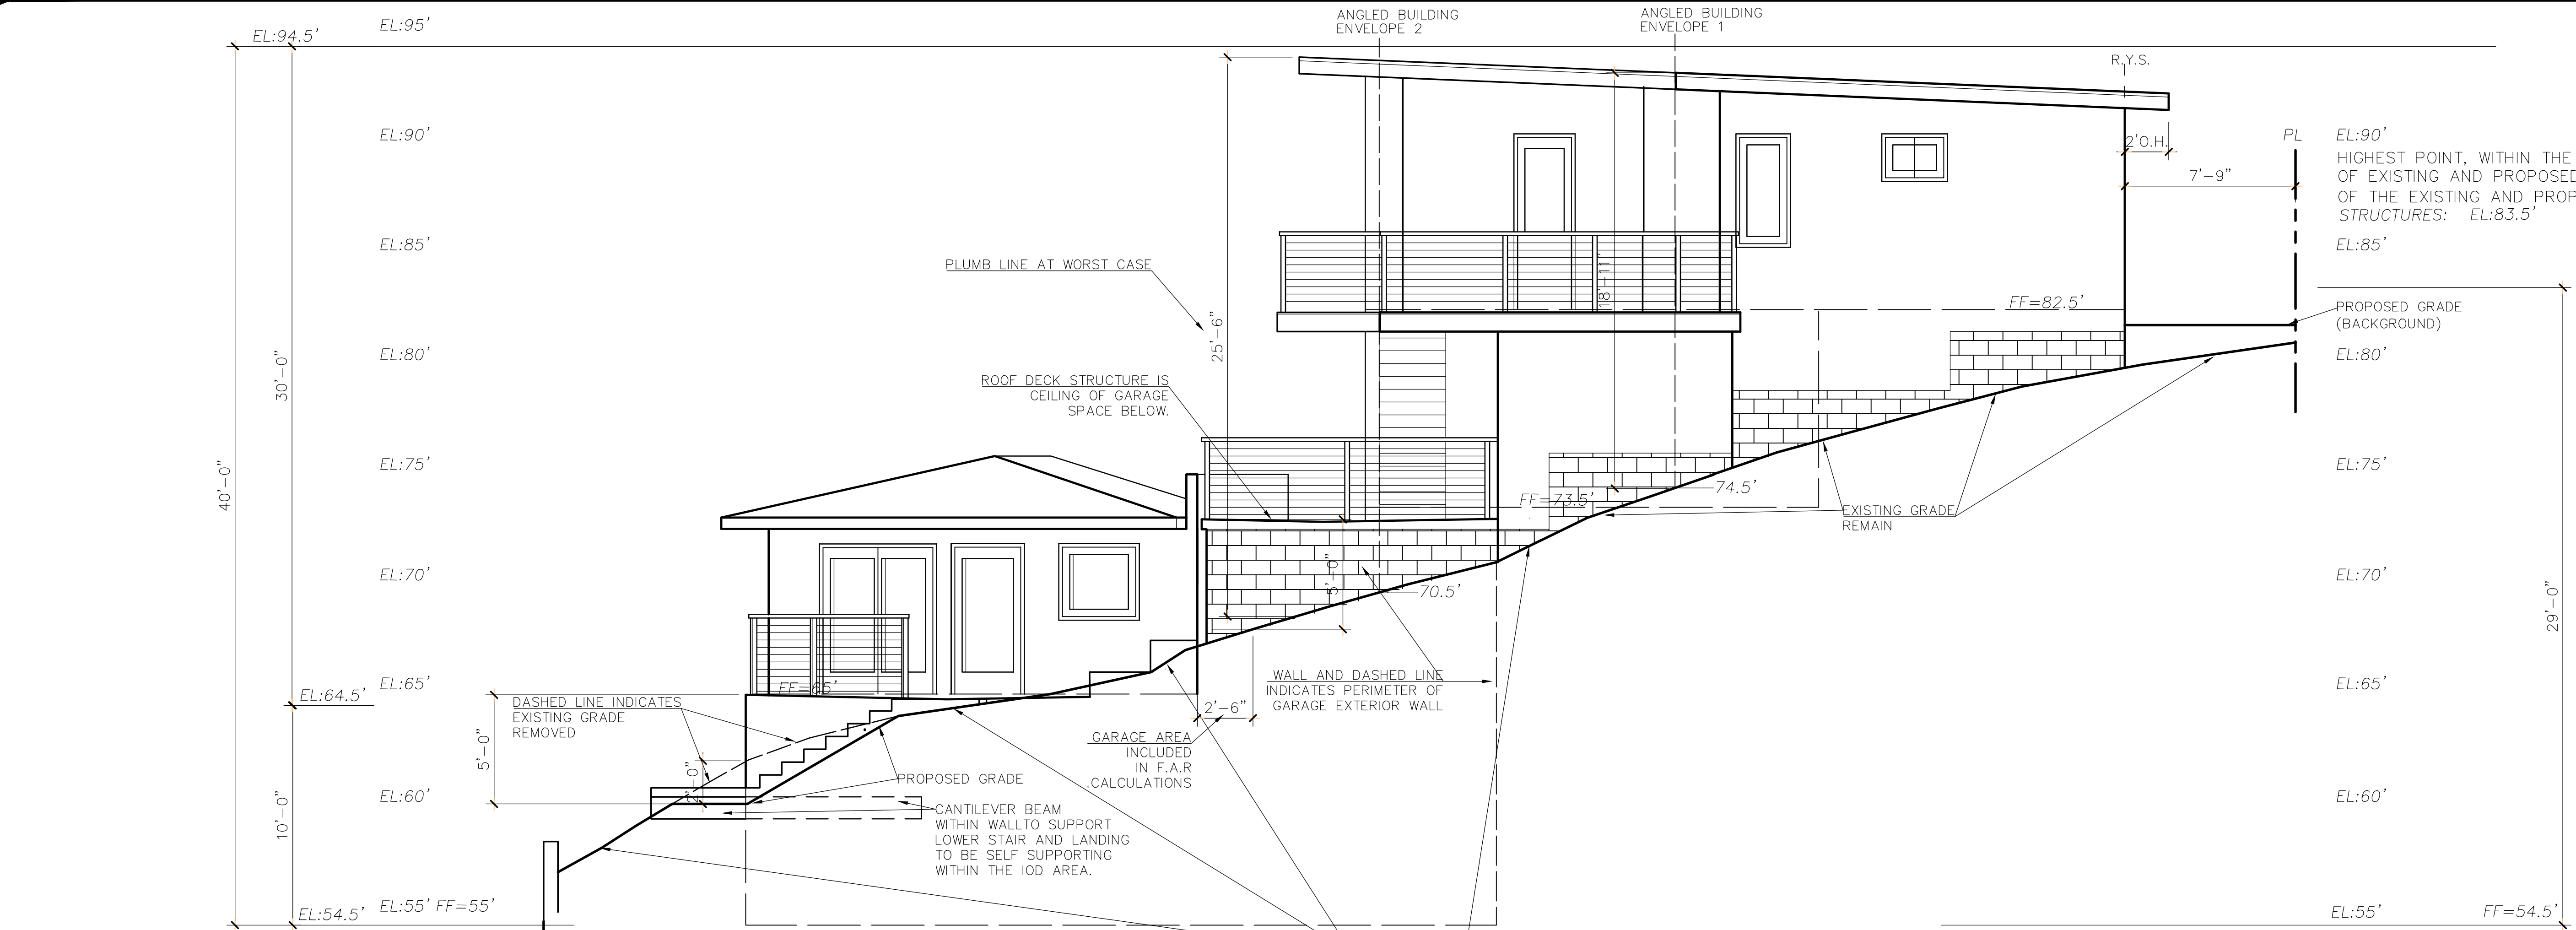 EL:95'
EL:94.5'
ANGLED BUILDING
ENVELOPE 2
ANGLED BUILDING
ENVELOPE 1
R.Y.S.
EL:90'
PL
EL:90'
2'O.H.
7'-9"
HIGHEST POINT, WITHIN THE
OF EXISTING AND PROPOSED
OF THE EXISTING AND PROP
STRUCTURES: EL:83.5'
EL:85'
EL:85'
PLUMB LINE AT WORST CASE
18'-11"
FF=82.5'
PROPOSED GRADE
(BACKGROUND)
25'-6"
30'-0"
EL:80'
EL:80'
ROOF DECK STRUCTURE IS
CEILING OF GARAGE
SPACE BELOW.
40'-0"
EL:75'
EL:75'
74.5'
FF=73.5'
EXISTING GRADE
REMAIN
EL:70'
5'-0"
70.5'
EL:70'
29'-0"
EL:65'
EL:64.5'
FF=65'
WALL AND DASHED LINE
INDICATES PERIMETER OF
GARAGE EXTERIOR WALL
EL:65'
DASHED LINE INDICATES
EXISTING GRADE
REMOVED
2'-6"
GARAGE AREA
INCLUDED
IN F.A.R
.CALCULATIONS
5'-0"
2'-0"
PROPOSED GRADE
EL:60'
EL:60'
10'-0"
CANTILEVER BEAM
WITHIN WALLTO SUPPORT
LOWER STAIR AND LANDING
TO BE SELF SUPPORTING
WITHIN THE IOD AREA.
EL:54.5'
EL:55' FF=55'
EL:55'
FF=54.5'